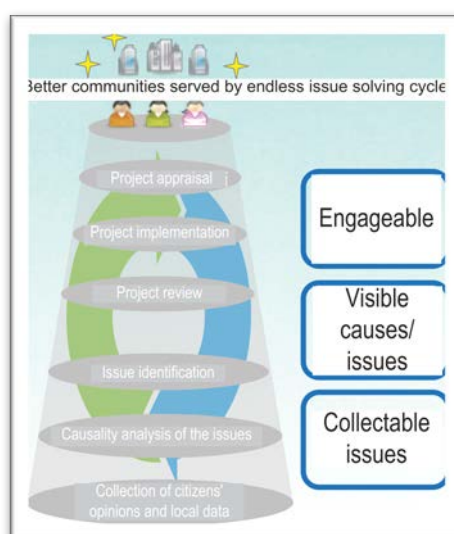 Better communities served by endless issue solving cycle
Project appraisal
Project implementation
Project review
Issue identification
Causality analysis of the issues
Collection of citizens'
opinions and local data
Engageable
Visible
causes/
issues
Collectable
issues